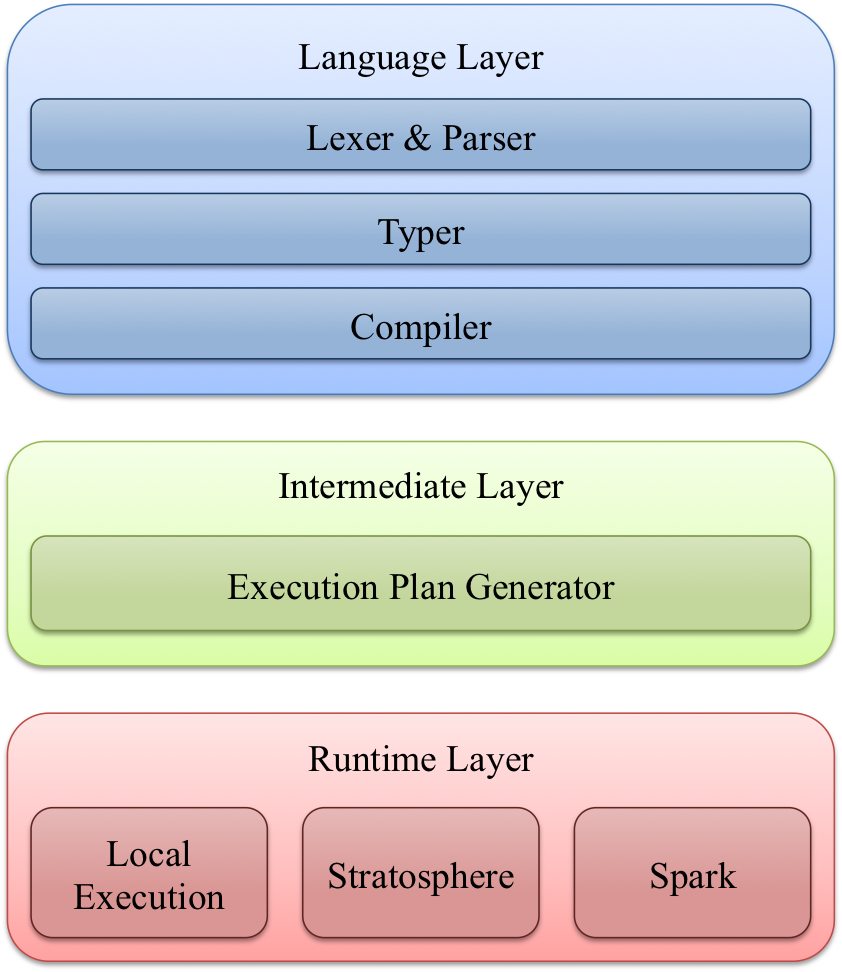 Language Layer
Lexer & Parser
Typer
Compiler
Intermediate Layer
Execution Plan Generator
Runtime Layer
Local
Execution
Stratosphere
Spark